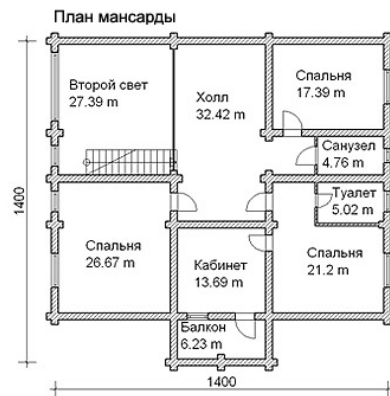 План мансарды
Второй свет
27.39 m
Холл
32.42 m
Спальня
17.39 m
Санузел
4.76 m
Туалет
5.02 m
Спальня
26.67 m
Кабинет
13.69 m
Спальня
21.2 m
Балкон
6.23 m
1400
1400